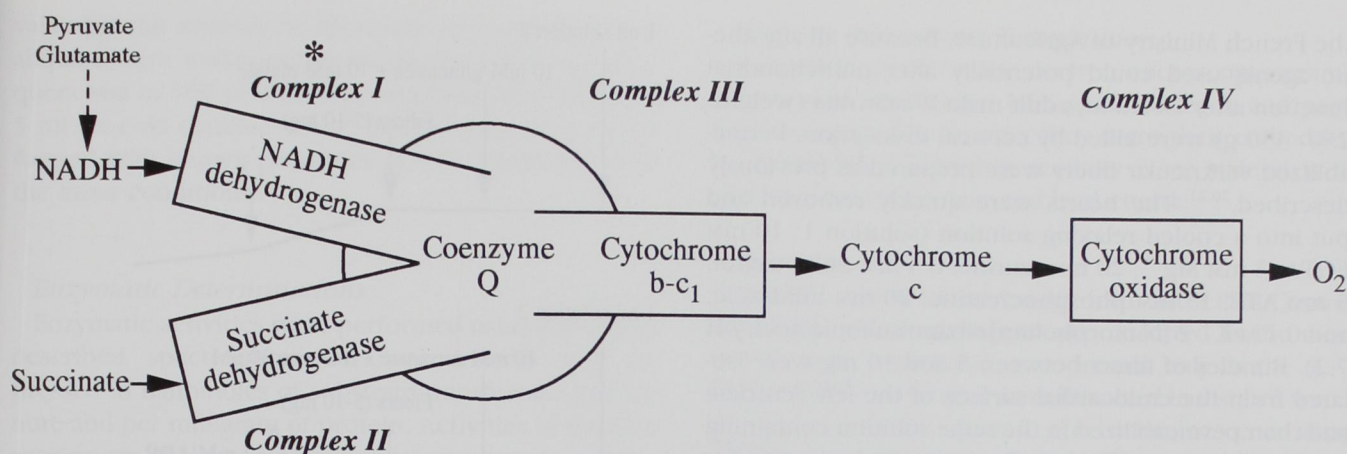 Pyruvate
Glutamate
*
Complex I
Complex III
Complex IV
NADH
NADH
dehydrogenase
Coenzyme
Q
Cytochrome
b-c1
Cytochrome
c
Cytochrome
oxidase
O2
Succinate
Succinate
dehydrogenase
Complex II